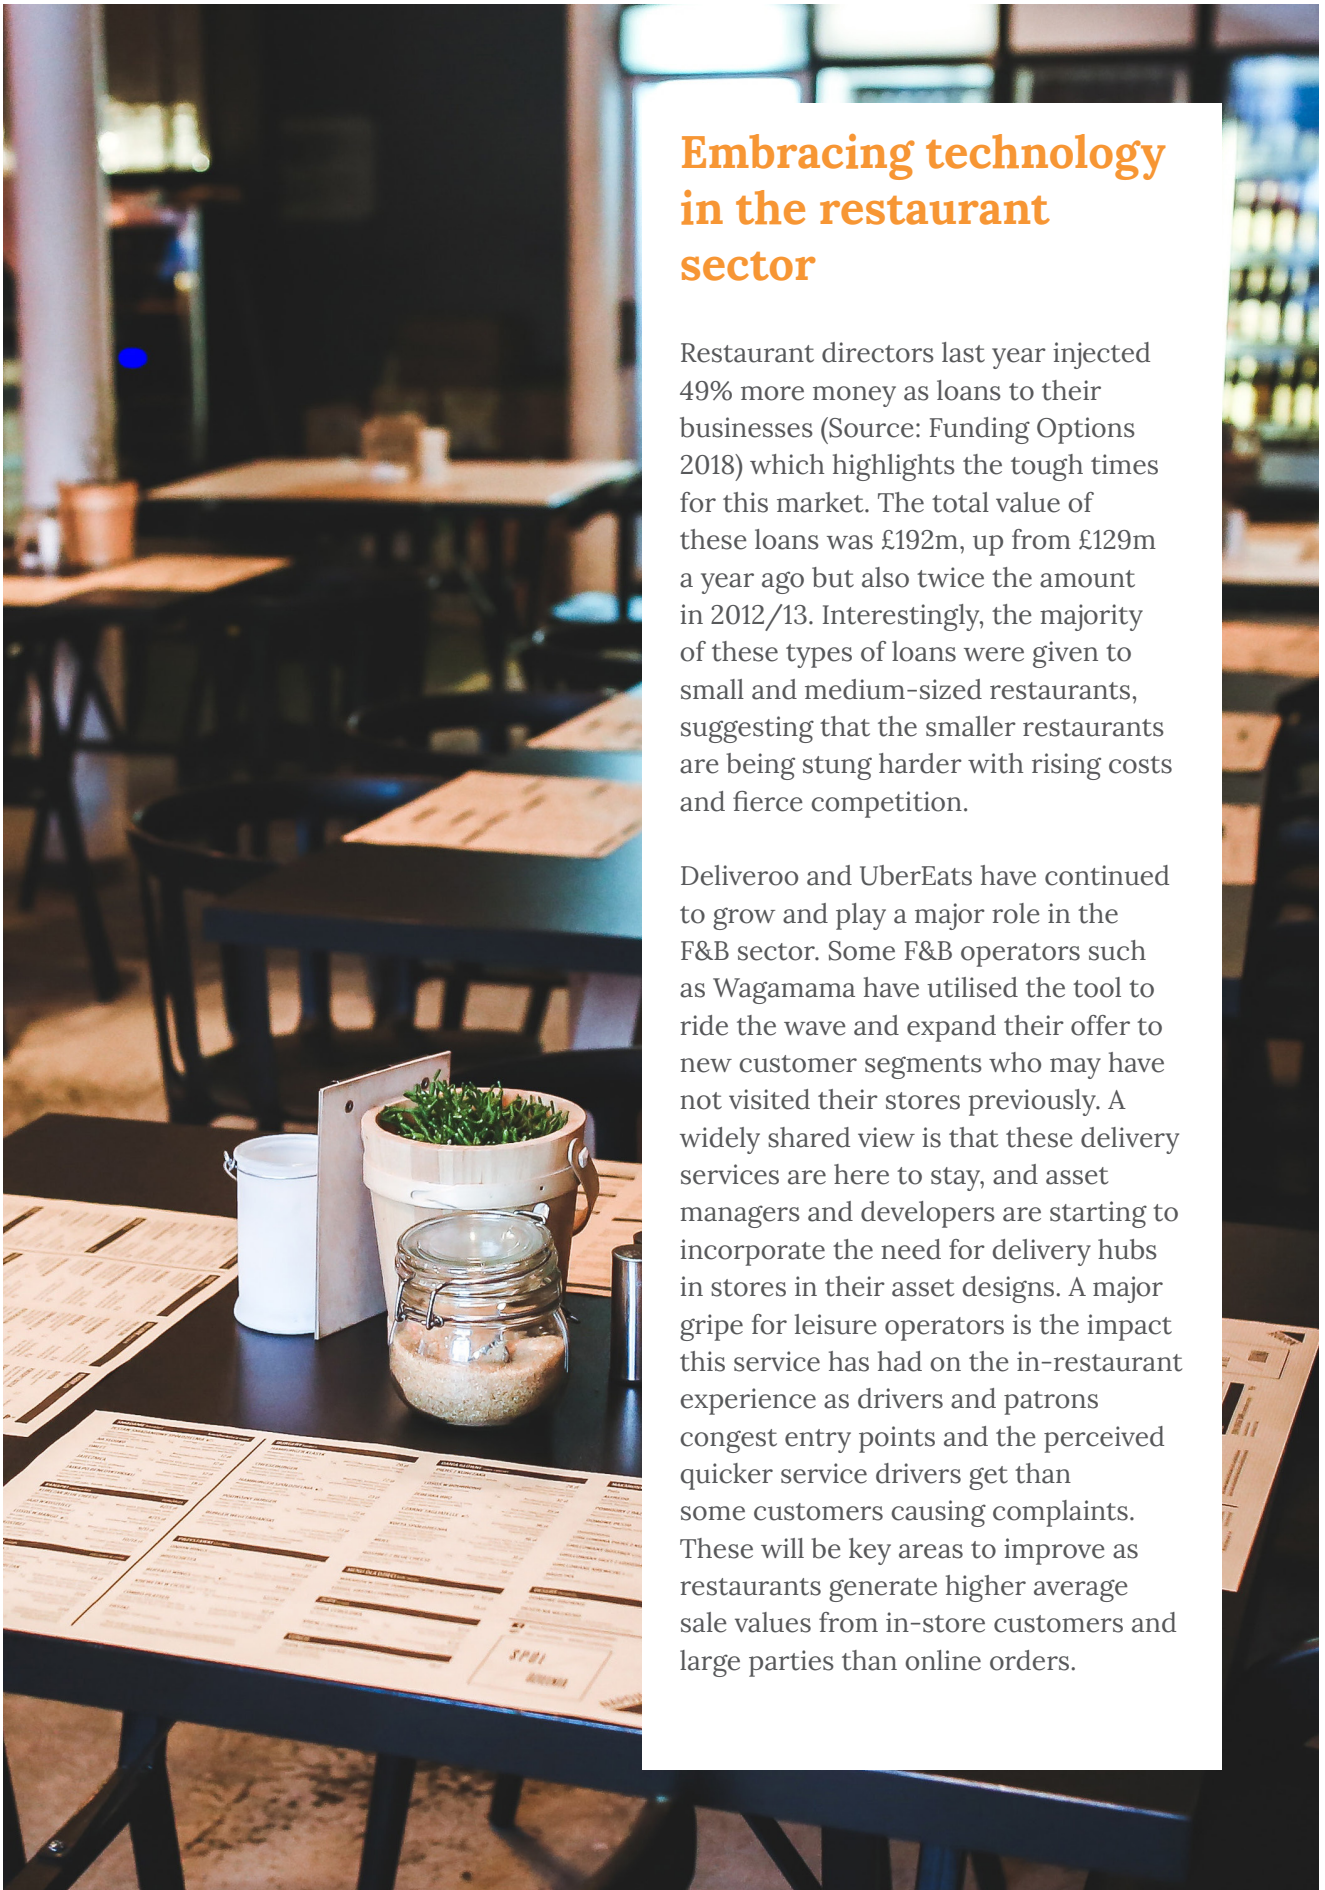 Embracing technology
in the restaurant
sector
Restaurant directors last year injected
49% more money as loans to their
businesses (Source: Funding Options
2018) which highlights the tough times
for this market. The total value of
these loans was £192m, up from £129m
a year ago but also twice the amount
in 2012/13. Interestingly, the majority
of these types of loans were given to
small and medium-sized restaurants,
suggesting that the smaller restaurants
are being stung harder with rising costs
and fierce competition.
Deliveroo and UberEats have continued
to grow and play a major role in the
F&B sector. Some F&B operators such
as Wagamama have utilised the tool to
ride the wave and expand their offer to
new customer segments who may have
not visited their stores previously. A
widely shared view is that these delivery
services are here to stay, and asset
managers and developers are starting to
incorporate the need for delivery hubs
in stores in their asset designs. A major
gripe for leisure operators is the impact
this service has had on the in-restaurant
experience as drivers and patrons
congest entry points and the perceived
quicker service drivers get than
some customers causing complaints.
These will be key areas to improve as
restaurants generate higher average
sale values from in-store customers and
large parties than online orders.